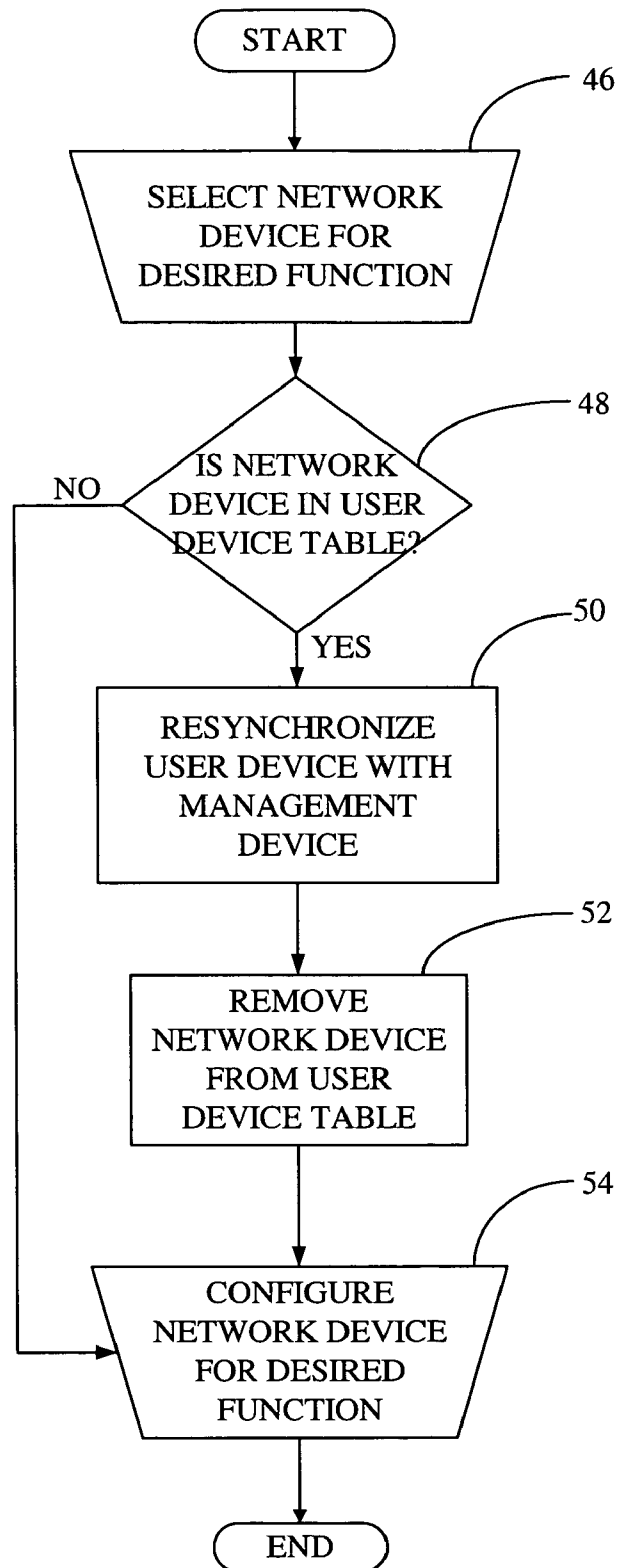 START
46
SELECT NETWORK
DEVICE FOR
DESIRED FUNCTION
48
IS NETWORK
DEVICE IN USER
DEVICE TABLE?
NO
YES
50
RESYNCHRONIZE
USER DEVICE WITH
MANAGEMENT
DEVICE
52
REMOVE
NETWORK DEVICE
FROM USER
DEVICE TABLE
54
CONFIGURE
NETWORK DEVICE
FOR DESIRED
FUNCTION
END